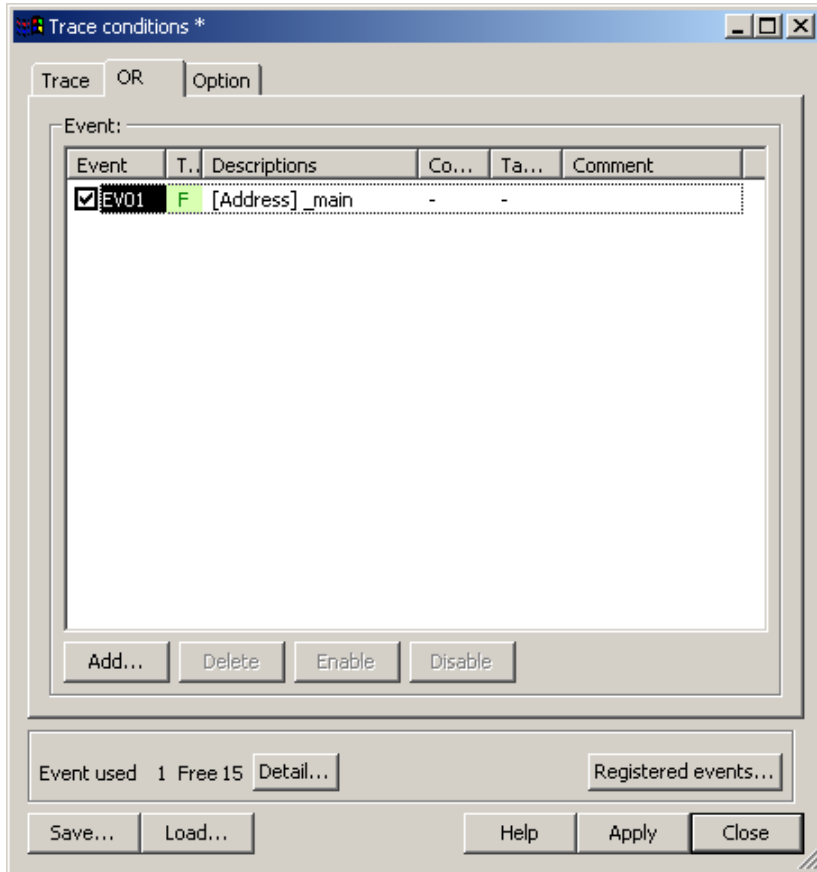 Trace conditions *
Trace OR Option
Event:
Event T.. Descriptions Co... Ta... Comment
EV01 F [Address] _main - -
Add... Delete Enable Disable
Event used 1 Free 15 Detail... Registered events...
Save... Load... Help Apply Close